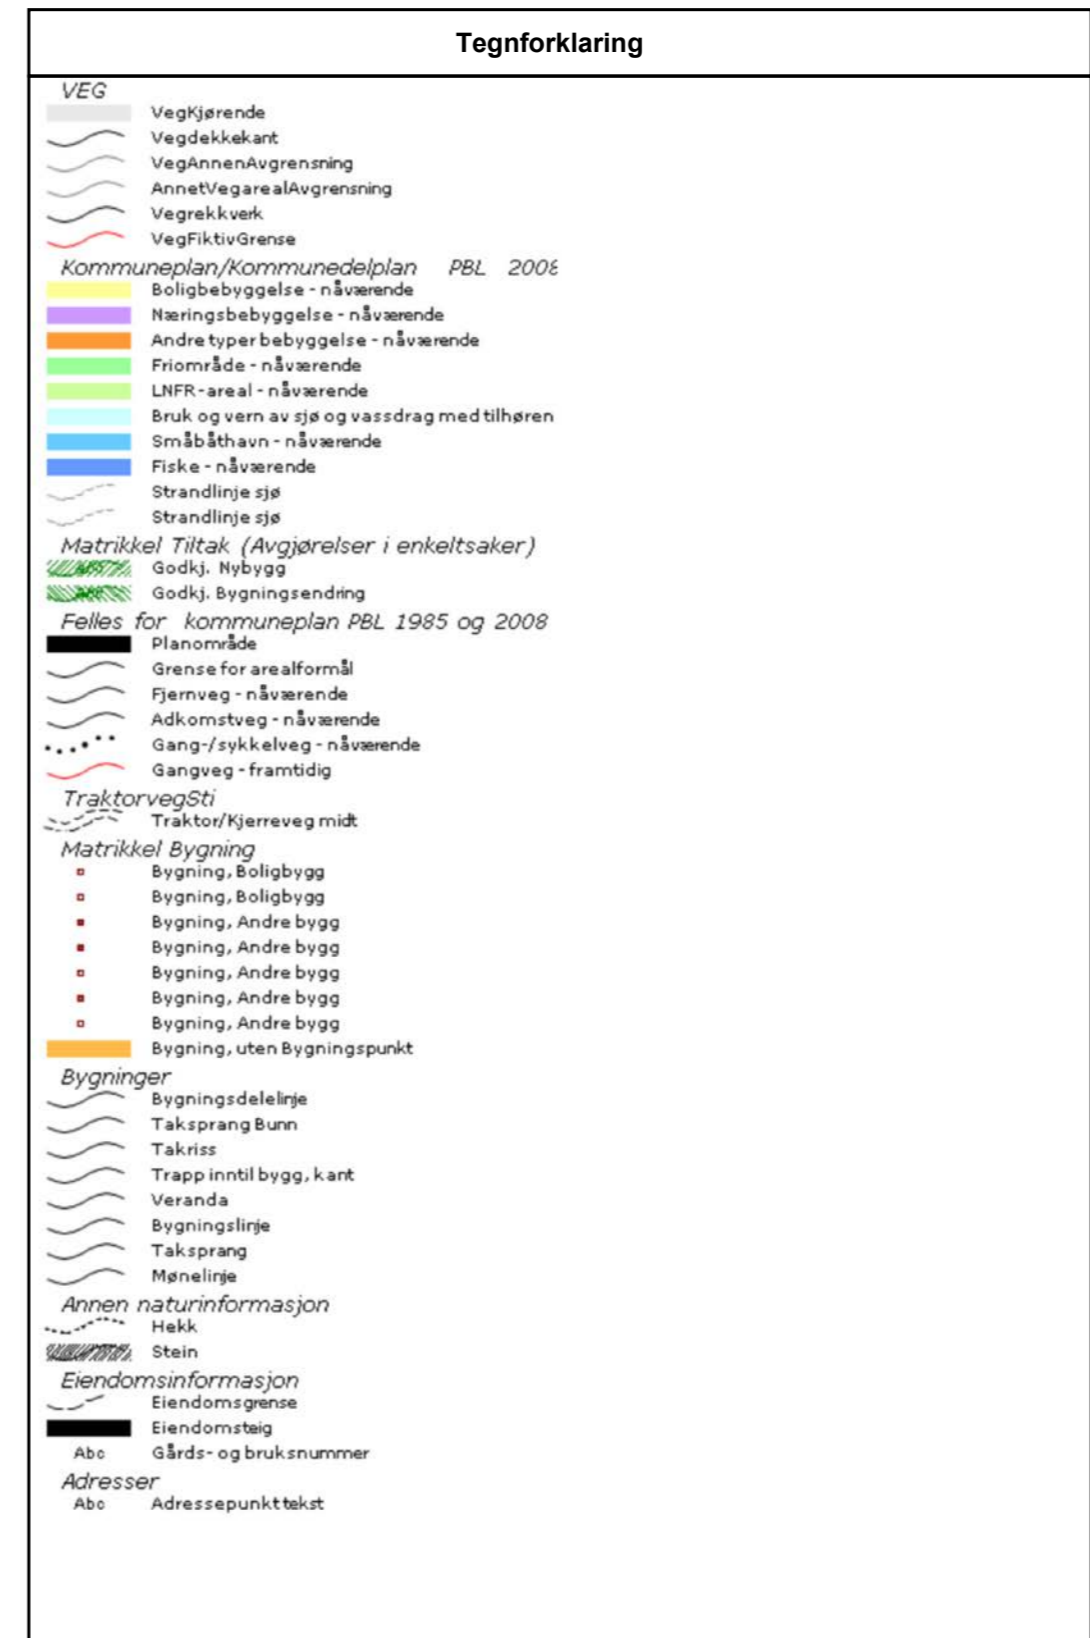 Tegnforklaring
VEG
VegKjørende
Vegdekkekant
VegAnnenAvgrensning
AnnetVegarealAvgrensning
Vegrekkverk
VegFiktivGrense
Kommuneplan/Kommunedelplan PBL 2008
Boligbebyggelse - nåværende
Næringsbebyggelse - nåværende
Andre typer bebyggelse - nåværende
Friområde - nåværende
LNFR-areal - nåværende
Bruk og vern av sjø og vassdrag med tilhøren
Småbåthavn - nåværende
Fiske - nåværende
Strandlinje sjø
Strandlinje sjø
Matrikkel Tiltak (Avgjørelser i enkeltsaker)
Godkj. Nybygg
Godkj. Bygningsendring
Felles for kommuneplan PBL 1985 og 2008
Planområde
Grense for arealformål
Fjernveg - nåværende
Adkomstveg - nåværende
Gang-/sykkelveg - nåværende
Gangveg - framtidig
TraktorvegSti
Traktor/Kjerreveg midt
Matrikkel Bygning
Bygning, Boligbygg
Bygning, Boligbygg
Bygning, Andre bygg
Bygning, Andre bygg
Bygning, Andre bygg
Bygning, Andre bygg
Bygning, Andre bygg
Bygning, uten Bygningspunkt
Bygninger
Bygningsdelelinje
Taksprang Bunn
Takriss
Trapp inntil bygg, kant
Veranda
Bygningslinje
Taksprang
Mønelinje
Annen naturinformasjon
Hekk
Stein
Eiendomsinformasjon
Eiendomsgrense
Eiendomsteig
Abc Gårds- og bruksnummer
Adresser
Abc Adressepunkttekst